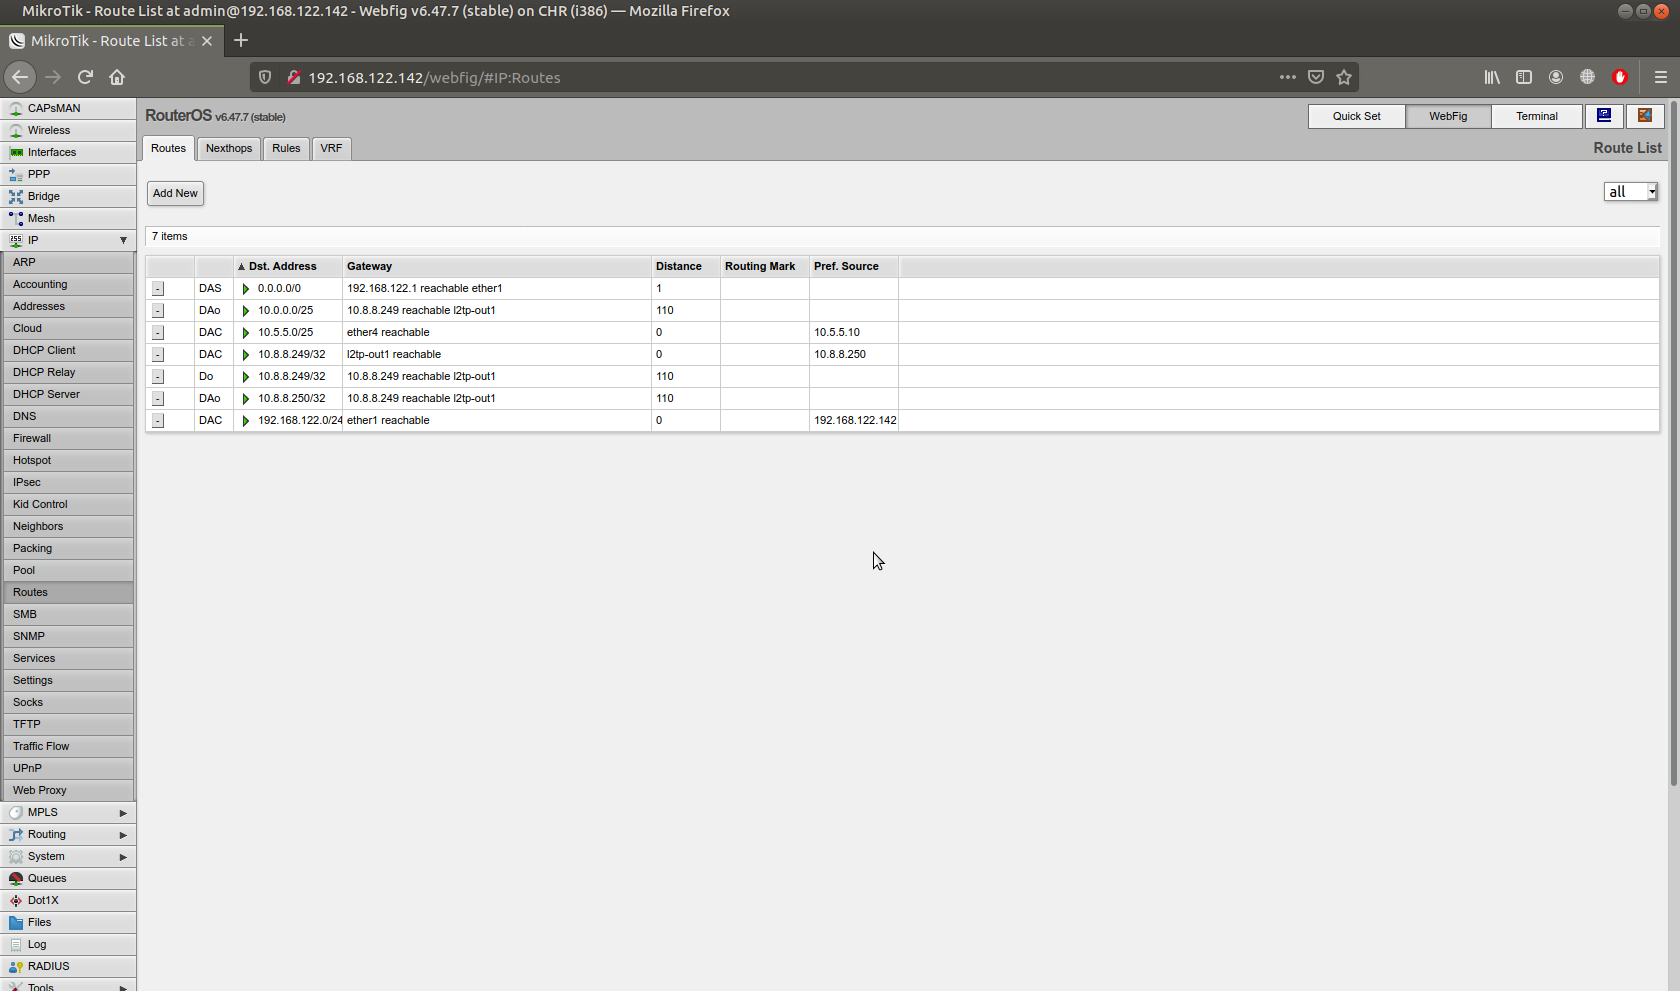 MikroTik - Route List at admin@192.168.122.142 - Webfig v6.47.7 (stable) on CHR (i386) — Mozilla Firefox
MikroTik - Route List at a
192.168.122.142/webfig/#IP:Routes
CAPsMAN
Wireless
Interfaces
PPP
Bridge
Mesh
IP
ARP
Accounting
Addresses
Cloud
DHCP Client
DHCP Relay
DHCP Server
DNS
Firewall
Hotspot
IPsec
Kid Control
Neighbors
Packing
Pool
Routes
SMB
SNMP
Services
Settings
Socks
TFTP
Traffic Flow
UPnP
Web Proxy
MPLS
Routing
System
Queues
Dot1X
Files
Log
RADIUS
Tools
RouterOS v6.47.7 (stable)
Quick Set WebFig Terminal
Routes Nexthops Rules VRF
Route List
Add New
all
7 items
Dst. Address Gateway Distance Routing Mark Pref. Source
- DAS 0.0.0.0/0 192.168.122.1 reachable ether1 1
- DAo 10.0.0.0/25 10.8.8.249 reachable l2tp-out1 110
- DAC 10.5.5.0/25 ether4 reachable 0 10.5.5.10
- DAC 10.8.8.249/32 l2tp-out1 reachable 0 10.8.8.250
- Do 10.8.8.249/32 10.8.8.249 reachable l2tp-out1 110
- DAo 10.8.8.250/32 10.8.8.249 reachable l2tp-out1 110
- DAC 192.168.122.0/24 ether1 reachable 0 192.168.122.142